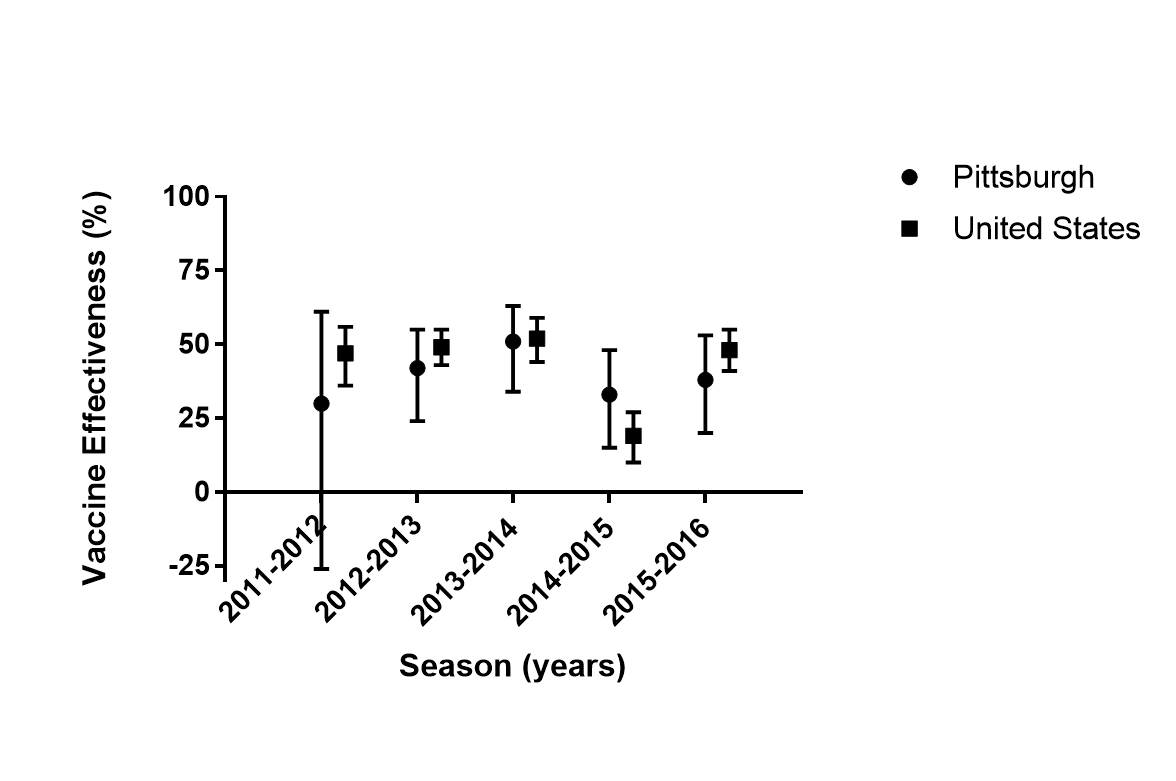 Pittsburgh
United States
Vaccine Effectiveness (%)
100
75
50
25
0
-25
2011-2012
2012-2013
2013-2014
2014-2015
2015-2016
Season (years)